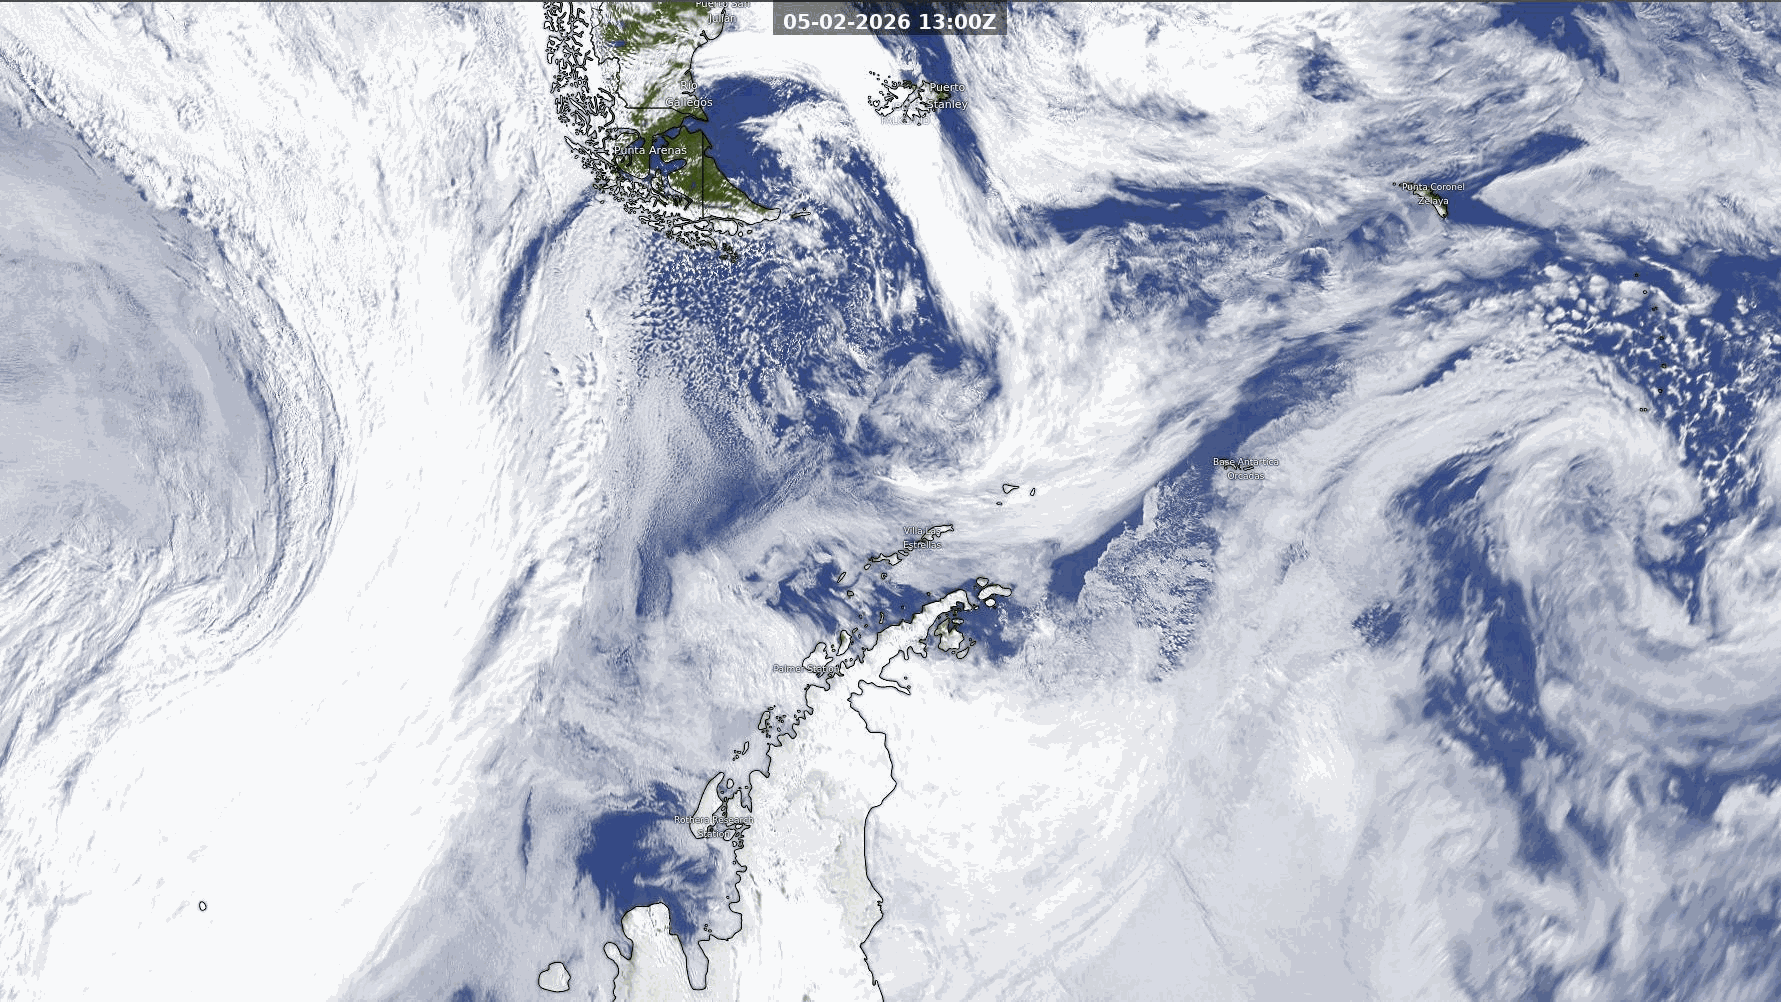 Puerto San
Julián
05-02-2026 13:00Z
Río
Gallegos
Puerto
Stanley
Punta Arenas
Punta Coronel
Zelaya
Base Antártica
Orcadas
Villa Las
Estrellas
Palmer Station
Rothera Research
Station